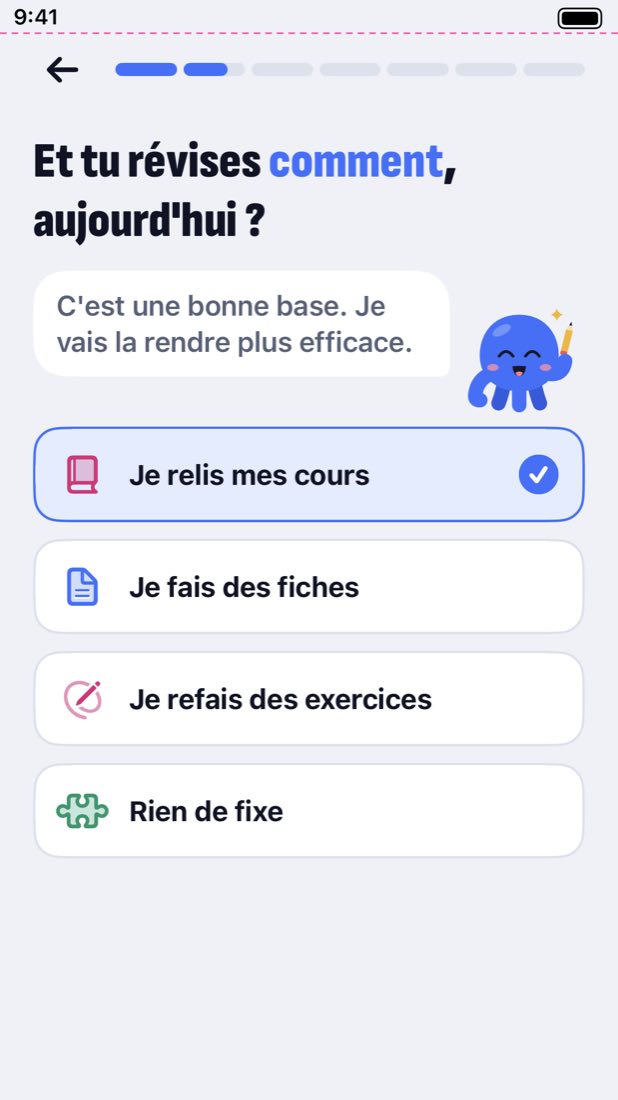 9:41
Et tu révises comment,
aujourd'hui ?
C'est une bonne base. Je
vais la rendre plus efficace.
Je relis mes cours
Je fais des fiches
Je refais des exercices
Rien de fixe